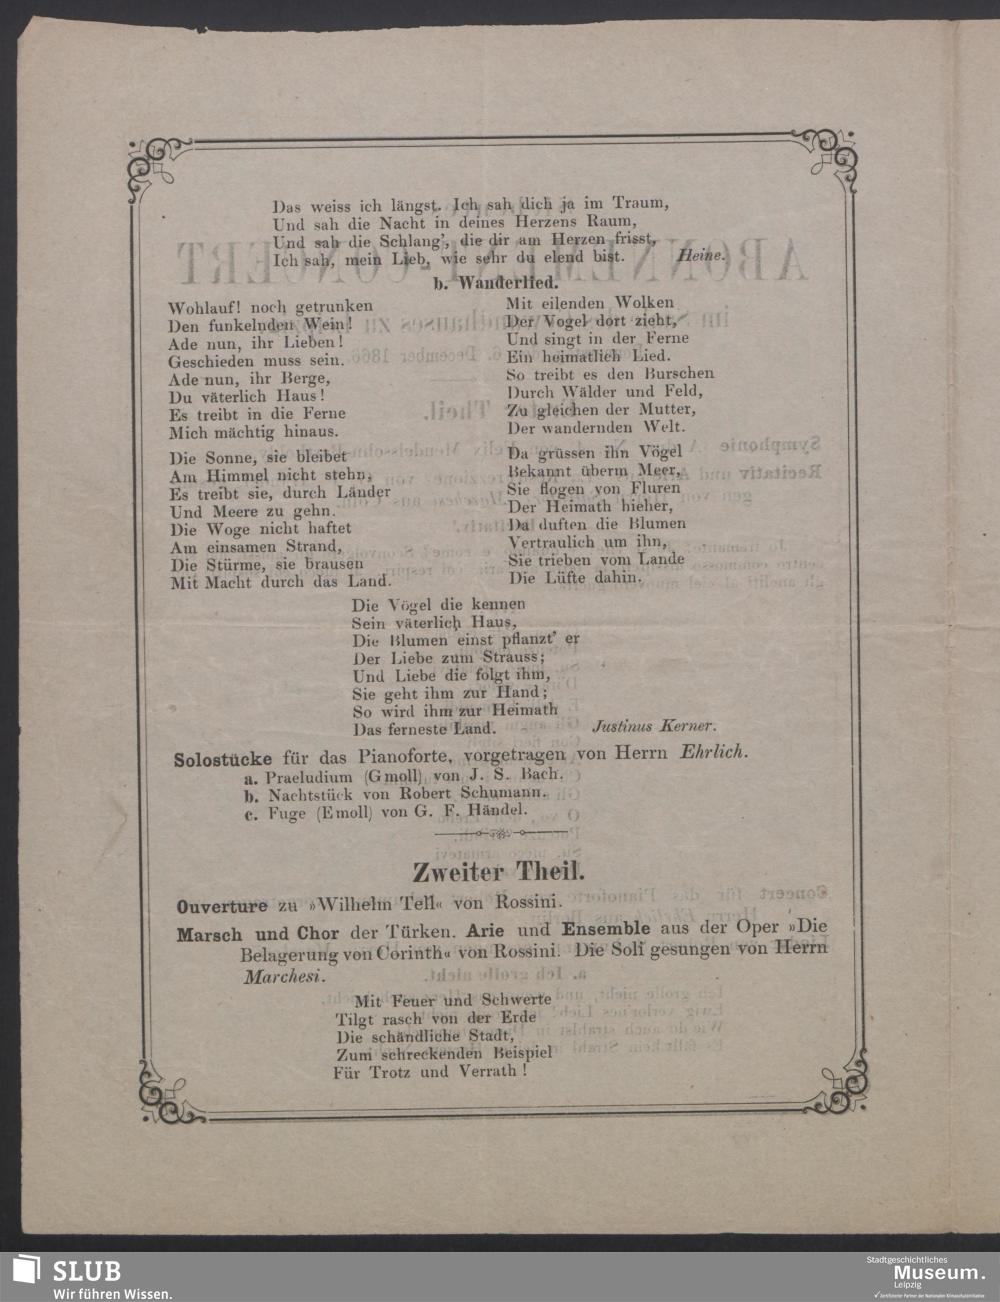 Das weiss ich längst. Ich sah dich ja im Traum,
Und sah die Nacht in deines Herzens Raum,
Und sah die Schlang', die dir am Herzen frisst,
Ich sah, mein Lieb, wie sehr du elend bist. Heine.
b. Wanderlied.
Wohlauf! noch getrunken
Den funkelnden Wein!
Ade nun, ihr Lieben!
Geschieden muss sein.
Ade nun, ihr Berge,
Du väterlich Haus!
Es treibt in die Ferne
Mich mächtig hinaus.
Die Sonne, sie bleibet
Am Himmel nicht stehn,
Es treibt sie, durch Länder
Und Meere zu gehn.
Die Woge nicht haftet
Am einsamen Strand,
Die Stürme, sie brausen
Mit Macht durch das Land.
Mit eilenden Wolken
Der Vogel dort zieht,
Und singt in der Ferne
Ein heimatlich Lied.
So treibt es den Burschen
Durch Wälder und Feld,
Zu gleichen der Mutter,
Der wandernden Welt.
Da grüssen ihn Vögel
Bekannt überm Meer,
Sie flogen von Fluren
Der Heimath hieher,
Da duften die Blumen
Vertraulich um ihn,
Sie trieben vom Lande
Die Lüfte dahin.
Die Vögel die kennen
Sein väterlich Haus,
Die Blumen einst pflanzt' er
Der Liebe zum Strauss;
Und Liebe die folgt ihm,
Sie geht ihm zur Hand;
So wird ihm zur Heimath
Das ferneste Land. Justinus Kerner.
Solostücke für das Pianoforte, vorgetragen von Herrn Ehrlich.
a. Praeludium (G moll) von J. S. Bach.
b. Nachtstück von Robert Schumann.
c. Fuge (E moll) von G. F. Händel.
Zweiter Theil.
Ouverture zu »Wilhelm Tell« von Rossini.
Marsch und Chor der Türken. Arie und Ensemble aus der Oper »Die
Belagerung von Corinth« von Rossini. Die Soli gesungen von Herrn
Marchesi.
Mit Feuer und Schwerte
Tilgt rasch von der Erde
Die schändliche Stadt,
Zum schreckenden Beispiel
Für Trotz und Verrath!
SLUB
Wir führen Wissen.
Stadtgeschichtliches
Museum.
Leipzig
Zertifizierter Partner der Nationalen Klimaschutzinitiative